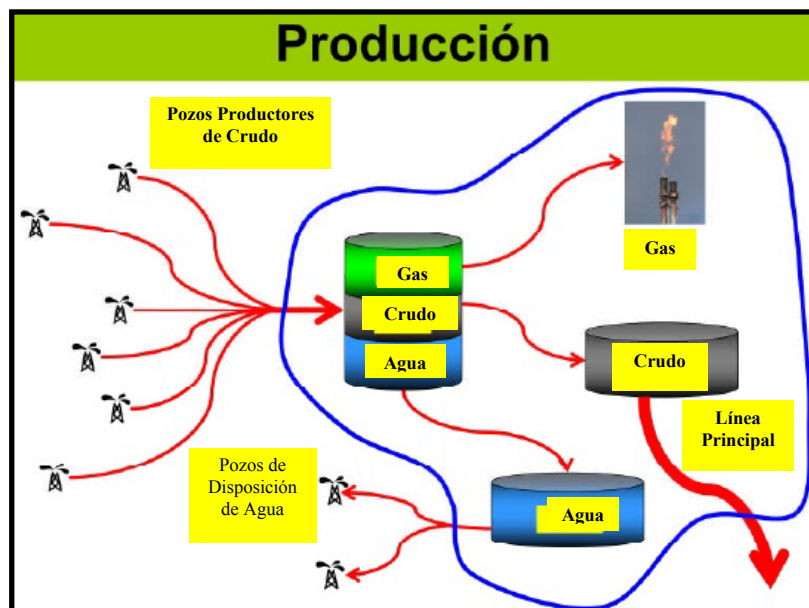 Producción
Pozos Productores
de Crudo
Gas
Gas
Crudo
Agua
Crudo
Línea
Principal
Pozos de
Disposición
de Agua
Agua